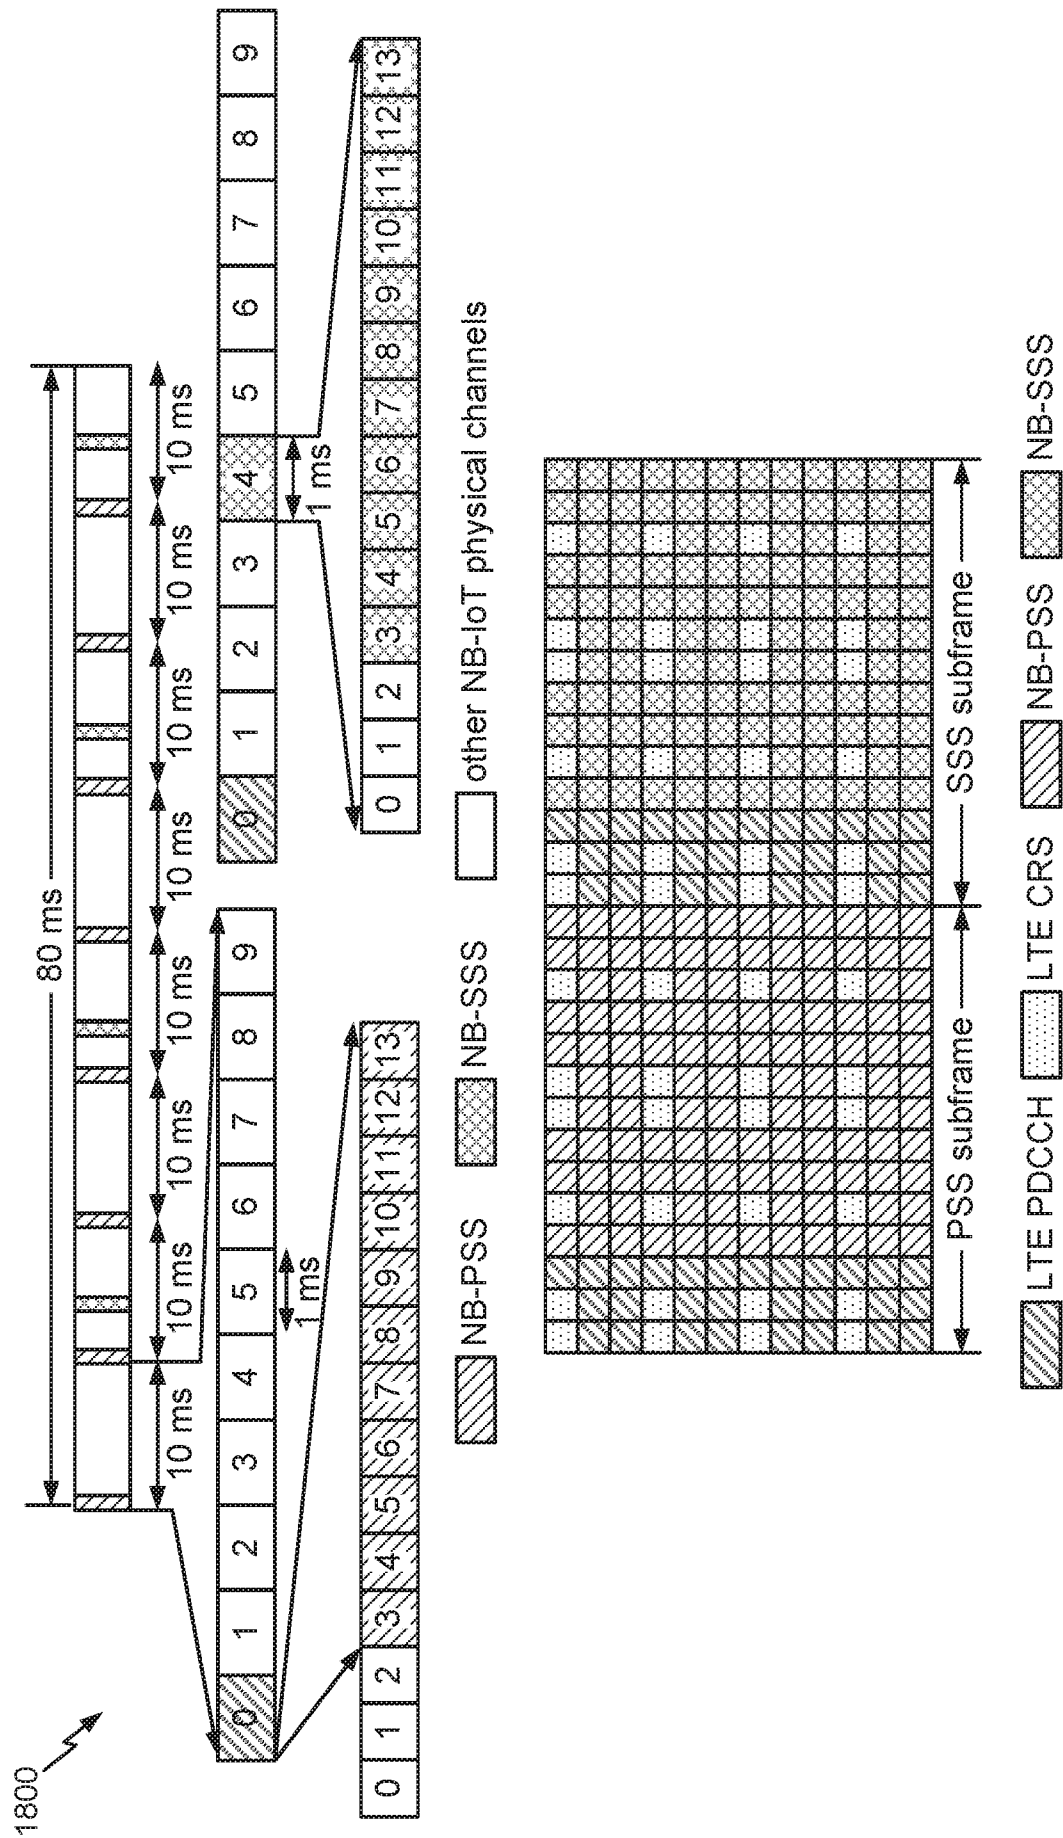 1800
80 ms
10 ms 10 ms 10 ms 10 ms 10 ms 10 ms 10 ms 10 ms
0 1 2 3 4 5 6 7 8 9
1 ms
0 1 2 3 4 5 6 7 8 9
1 ms
0 1 2 3 4 5 6 7 8 9 10 11 12 13
0 1 2 3 4 5 6 7 8 9 10 11 12 13
NB-PSS NB-SSS other NB-IoT physical channels
PSS subframe SSS subframe
LTE PDCCH LTE CRS NB-PSS NB-SSS